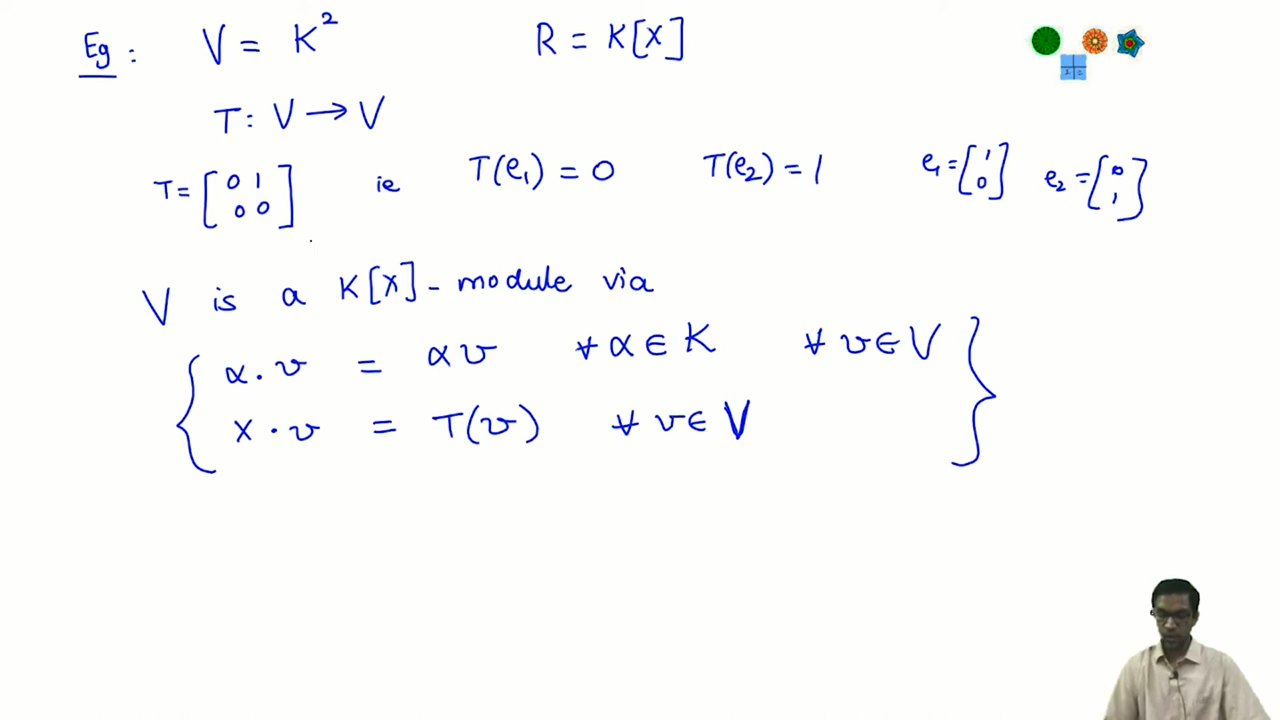 Eg : V = K² R = K[X]
T : V → V
T = [0 1 0 0] ie T(e₁) = 0 T(e₂) = 1 e₁ = [1 0] e₂ = [0 1]
V is a K[X] - module via
{ α · v = αv ∀ α ∈ K ∀ v ∈ V }
X · v = T(v) ∀ v ∈ V